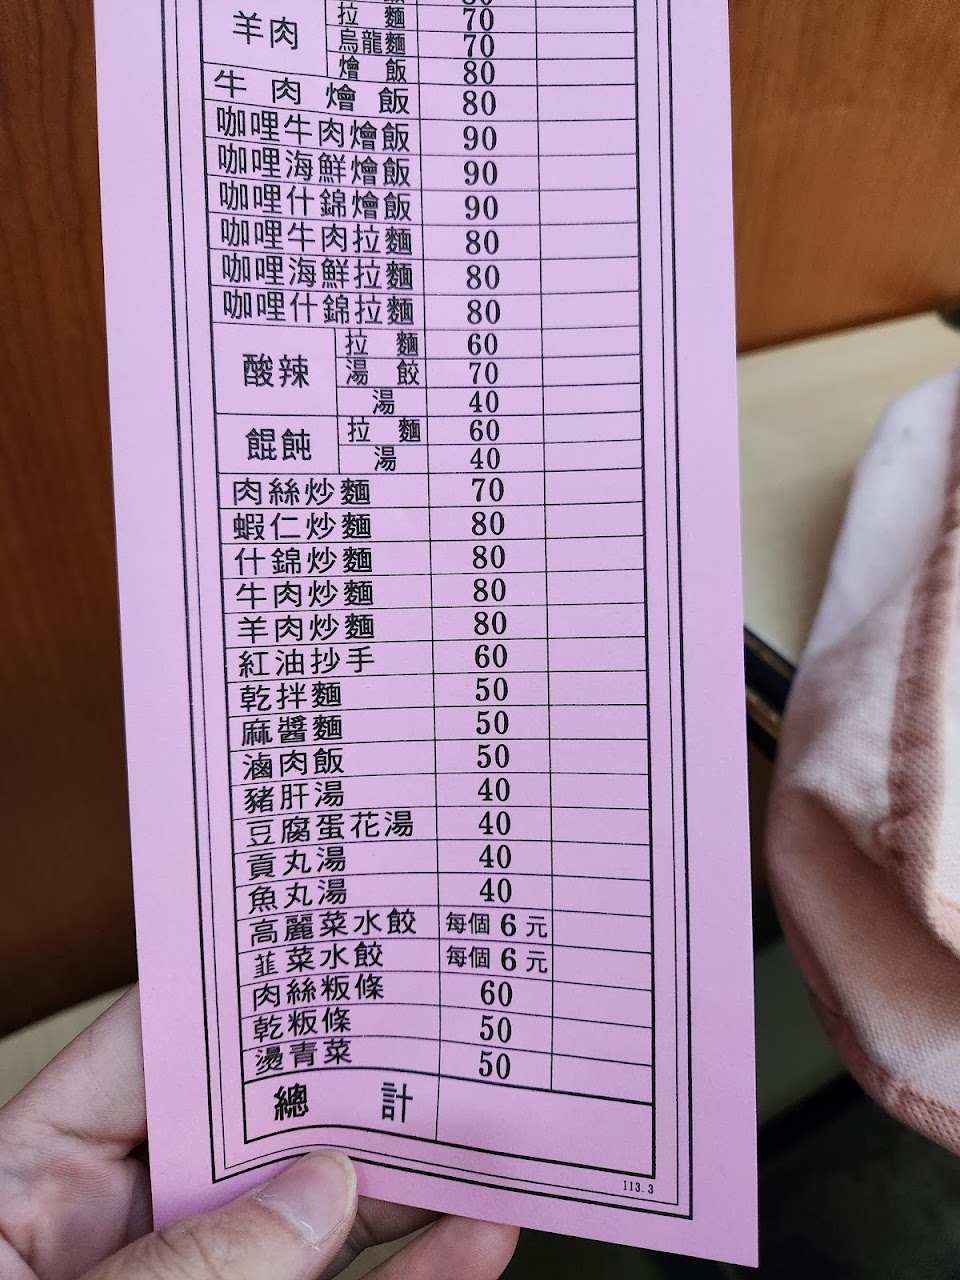 80
羊肉 拉麵 70
烏龍麵 70
燴飯 80
牛肉燴飯 80
咖哩牛肉燴飯 90
咖哩海鮮燴飯 90
咖哩什錦燴飯 90
咖哩牛肉拉麵 80
咖哩海鮮拉麵 80
咖哩什錦拉麵 80
酸辣 拉麵 60
湯餃 70
湯 40
餛飩 拉麵 60
湯 40
肉絲炒麵 70
蝦仁炒麵 80
什錦炒麵 80
牛肉炒麵 80
羊肉炒麵 80
紅油抄手 60
乾拌麵 50
麻醬麵 50
滷肉飯 50
豬肝湯 40
豆腐蛋花湯 40
貢丸湯 40
魚丸湯 40
高麗菜水餃 每個 6 元
韮菜水餃 每個 6 元
肉絲粄條 60
乾粄條 50
燙青菜 50
總計
113.3